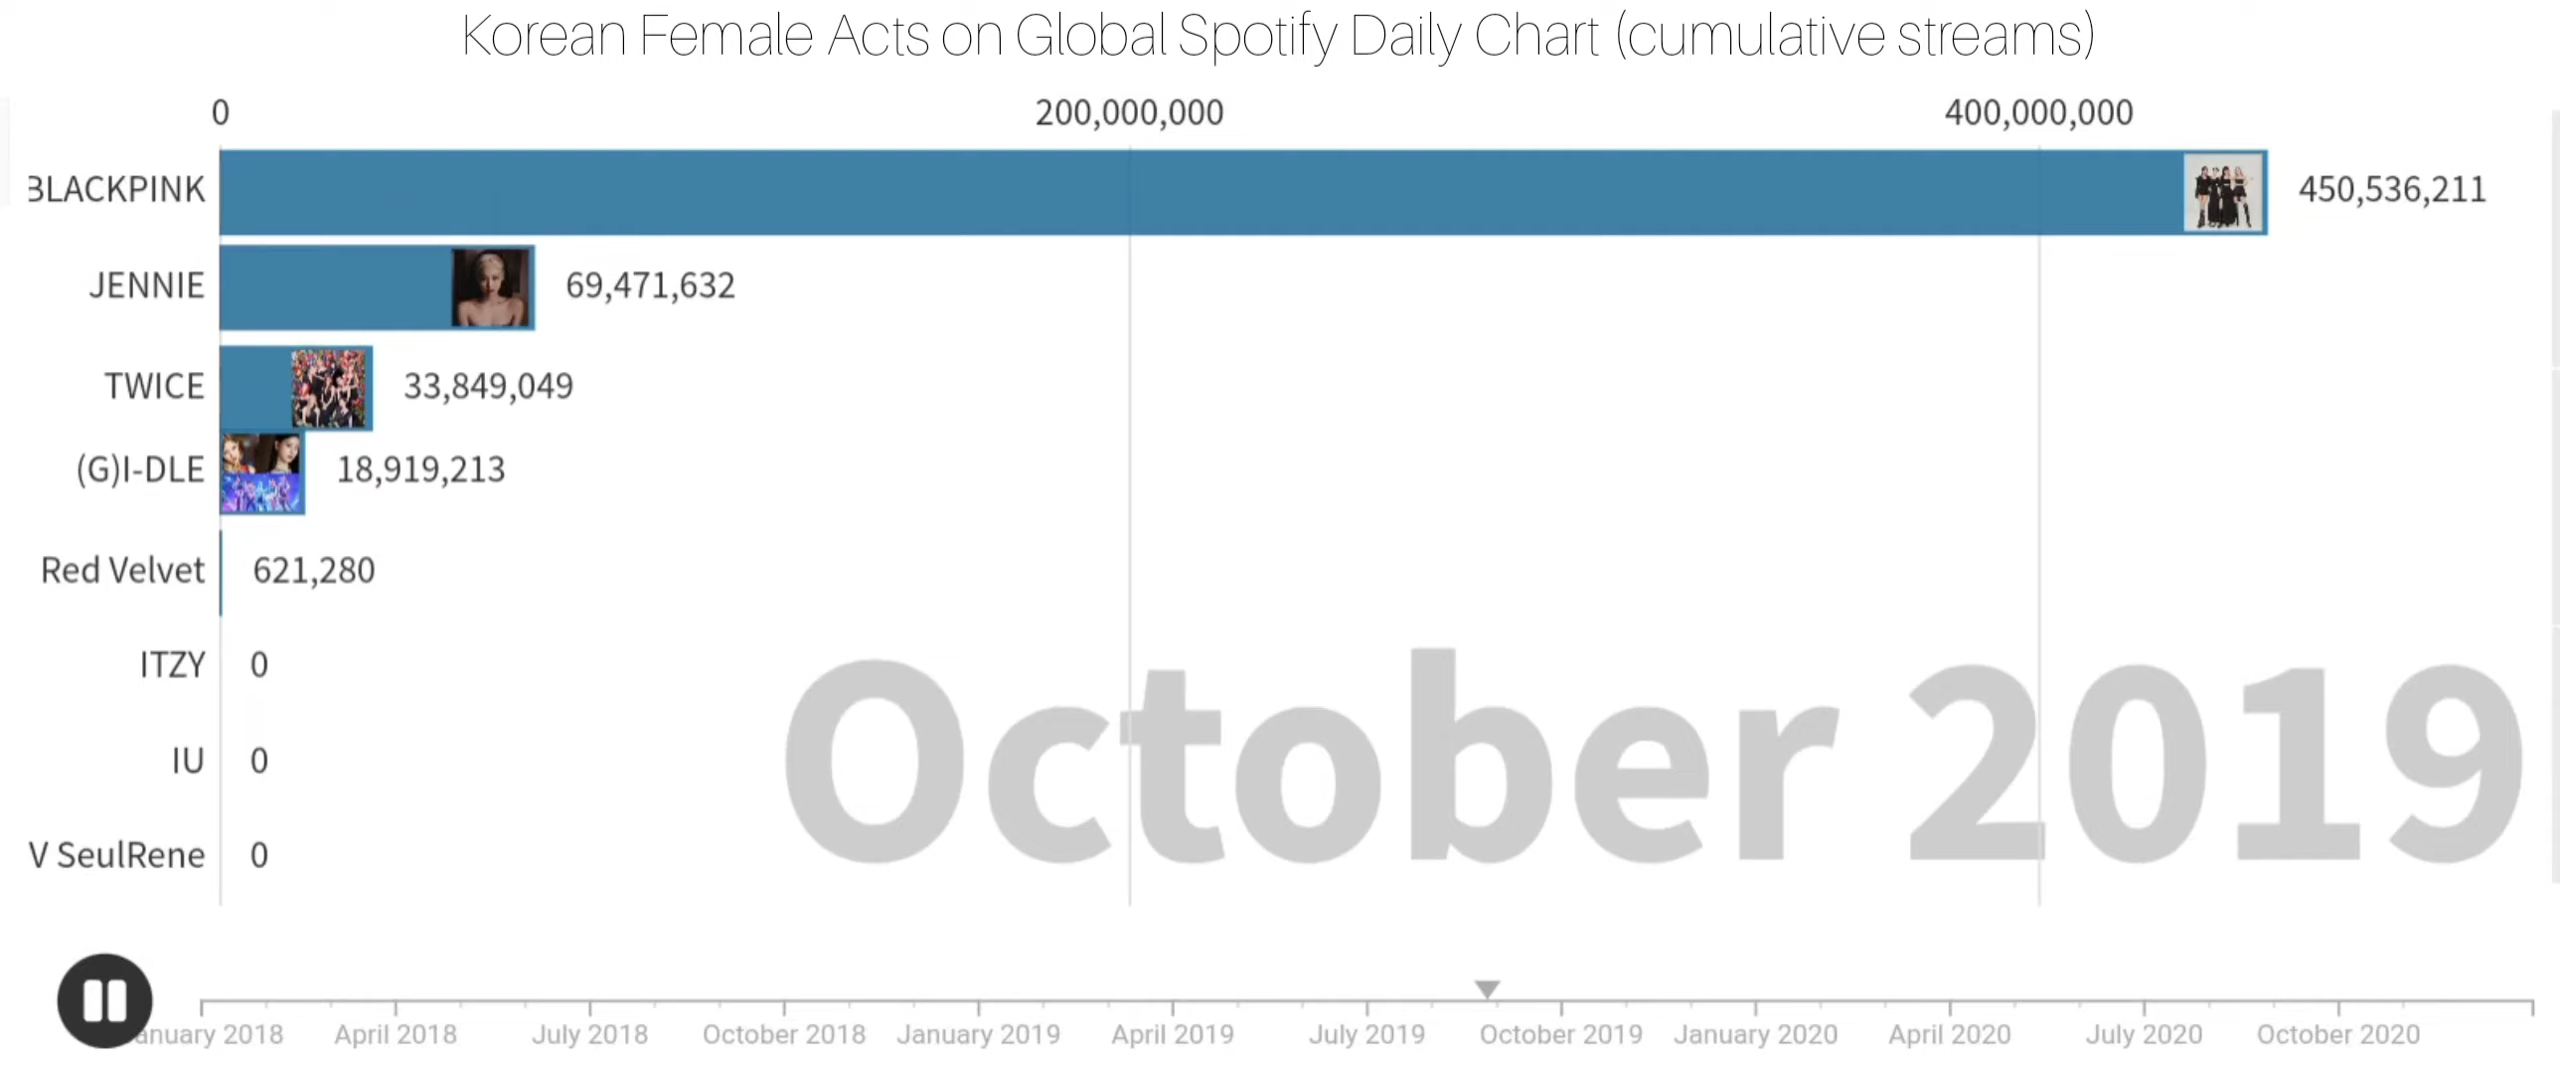 Korean Female Acts on Global Spotify Daily Chart (cumulative streams)
0 200,000,000 400,000,000
BLACKPINK 450,536,211
JENNIE 69,471,632
TWICE 33,849,049
(G)I-DLE 18,919,213
Red Velvet 621,280
ITZY 0
IU 0
V SeulRene 0
October 2019
anuary 2018 April 2018 July 2018 October 2018 January 2019 April 2019 July 2019 October 2019 January 2020 April 2020 July 2020 October 2020